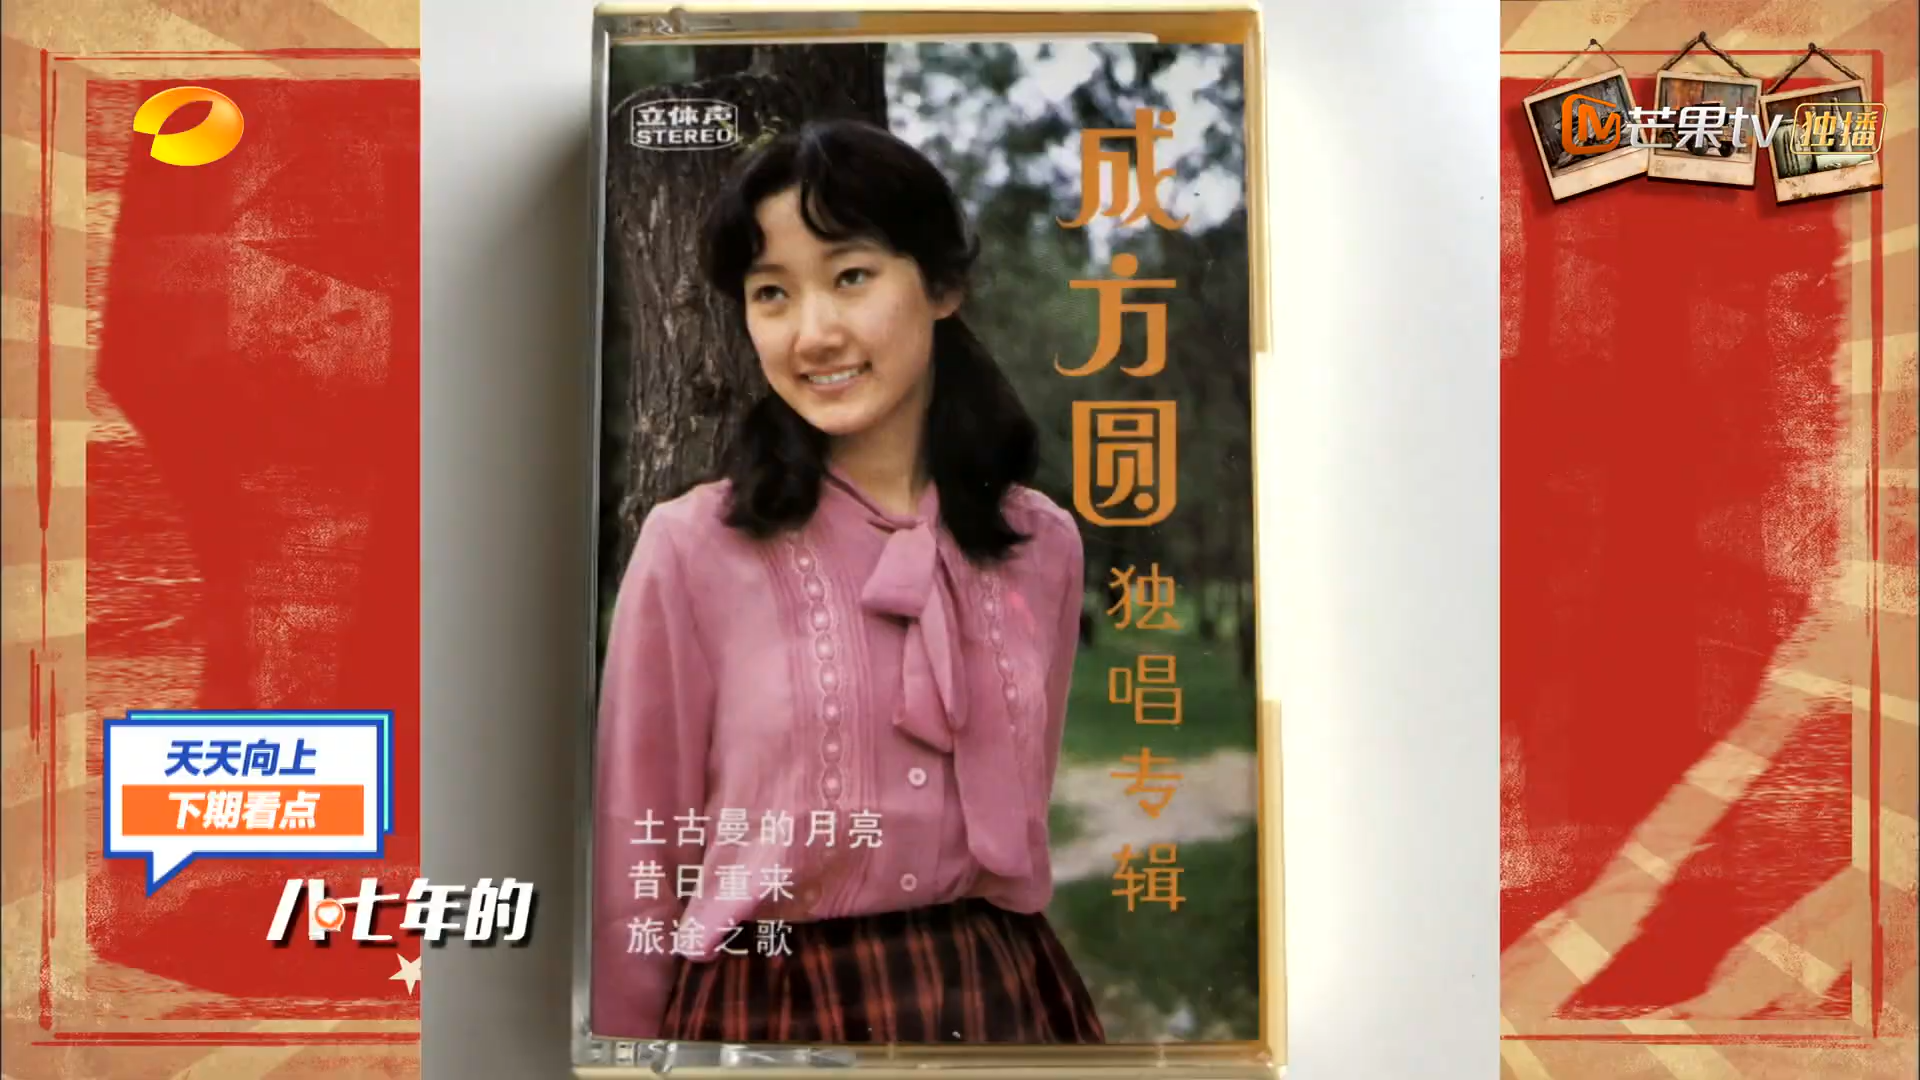 芒果tv 独播
立体声
STEREO
成方圆
独唱专辑
土古曼的月亮
昔日重来
旅途之歌
天天向上
下期看点
八七年的